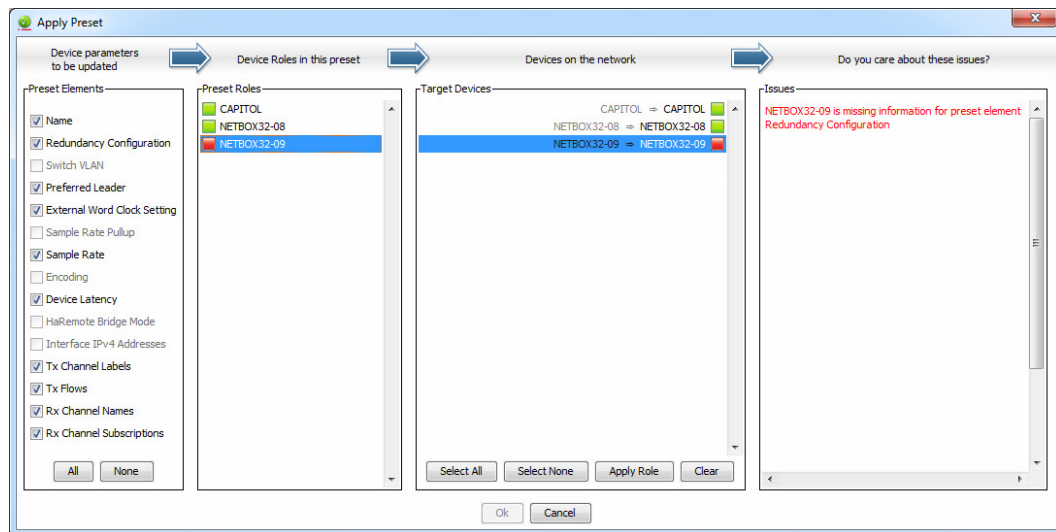 Apply Preset
Device parameters
to be updated
Device Roles in this preset
Devices on the network
Do you care about these issues?
Preset Elements
Name
Redundancy Configuration
Switch VLAN
Preferred Leader
External Word Clock Setting
Sample Rate Pullup
Sample Rate
Encoding
Device Latency
HaRemote Bridge Mode
Interface IPv4 Addresses
Tx Channel Labels
Tx Flows
Rx Channel Names
Rx Channel Subscriptions
All None
Preset Roles
CAPITOL
NETBOX32-08
NETBOX32-09
Target Devices
CAPITOL ⇒ CAPITOL
NETBOX32-08 ⇒ NETBOX32-08
NETBOX32-09 ⇒ NETBOX32-09
Select All Select None Apply Role Clear
Issues
NETBOX32-09 is missing information for preset element
Redundancy Configuration
Ok Cancel